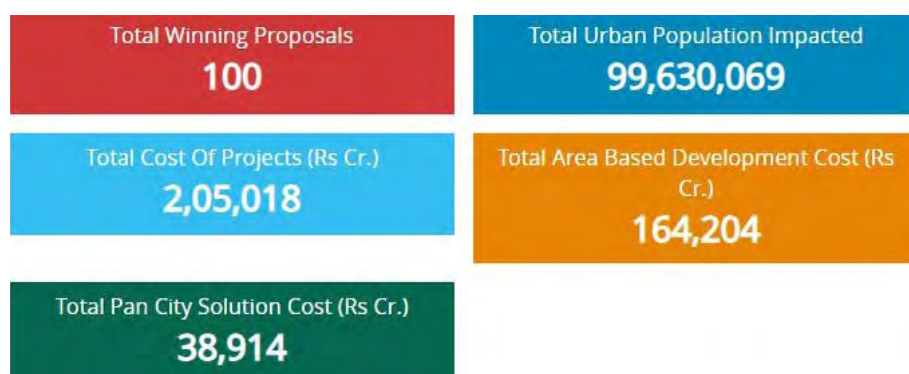 Total Winning Proposals
100
Total Urban Population Impacted
99,630,069
Total Cost Of Projects (Rs Cr.)
2,05,018
Total Area Based Development Cost (Rs
Cr.)
164,204
Total Pan City Solution Cost (Rs Cr.)
38,914